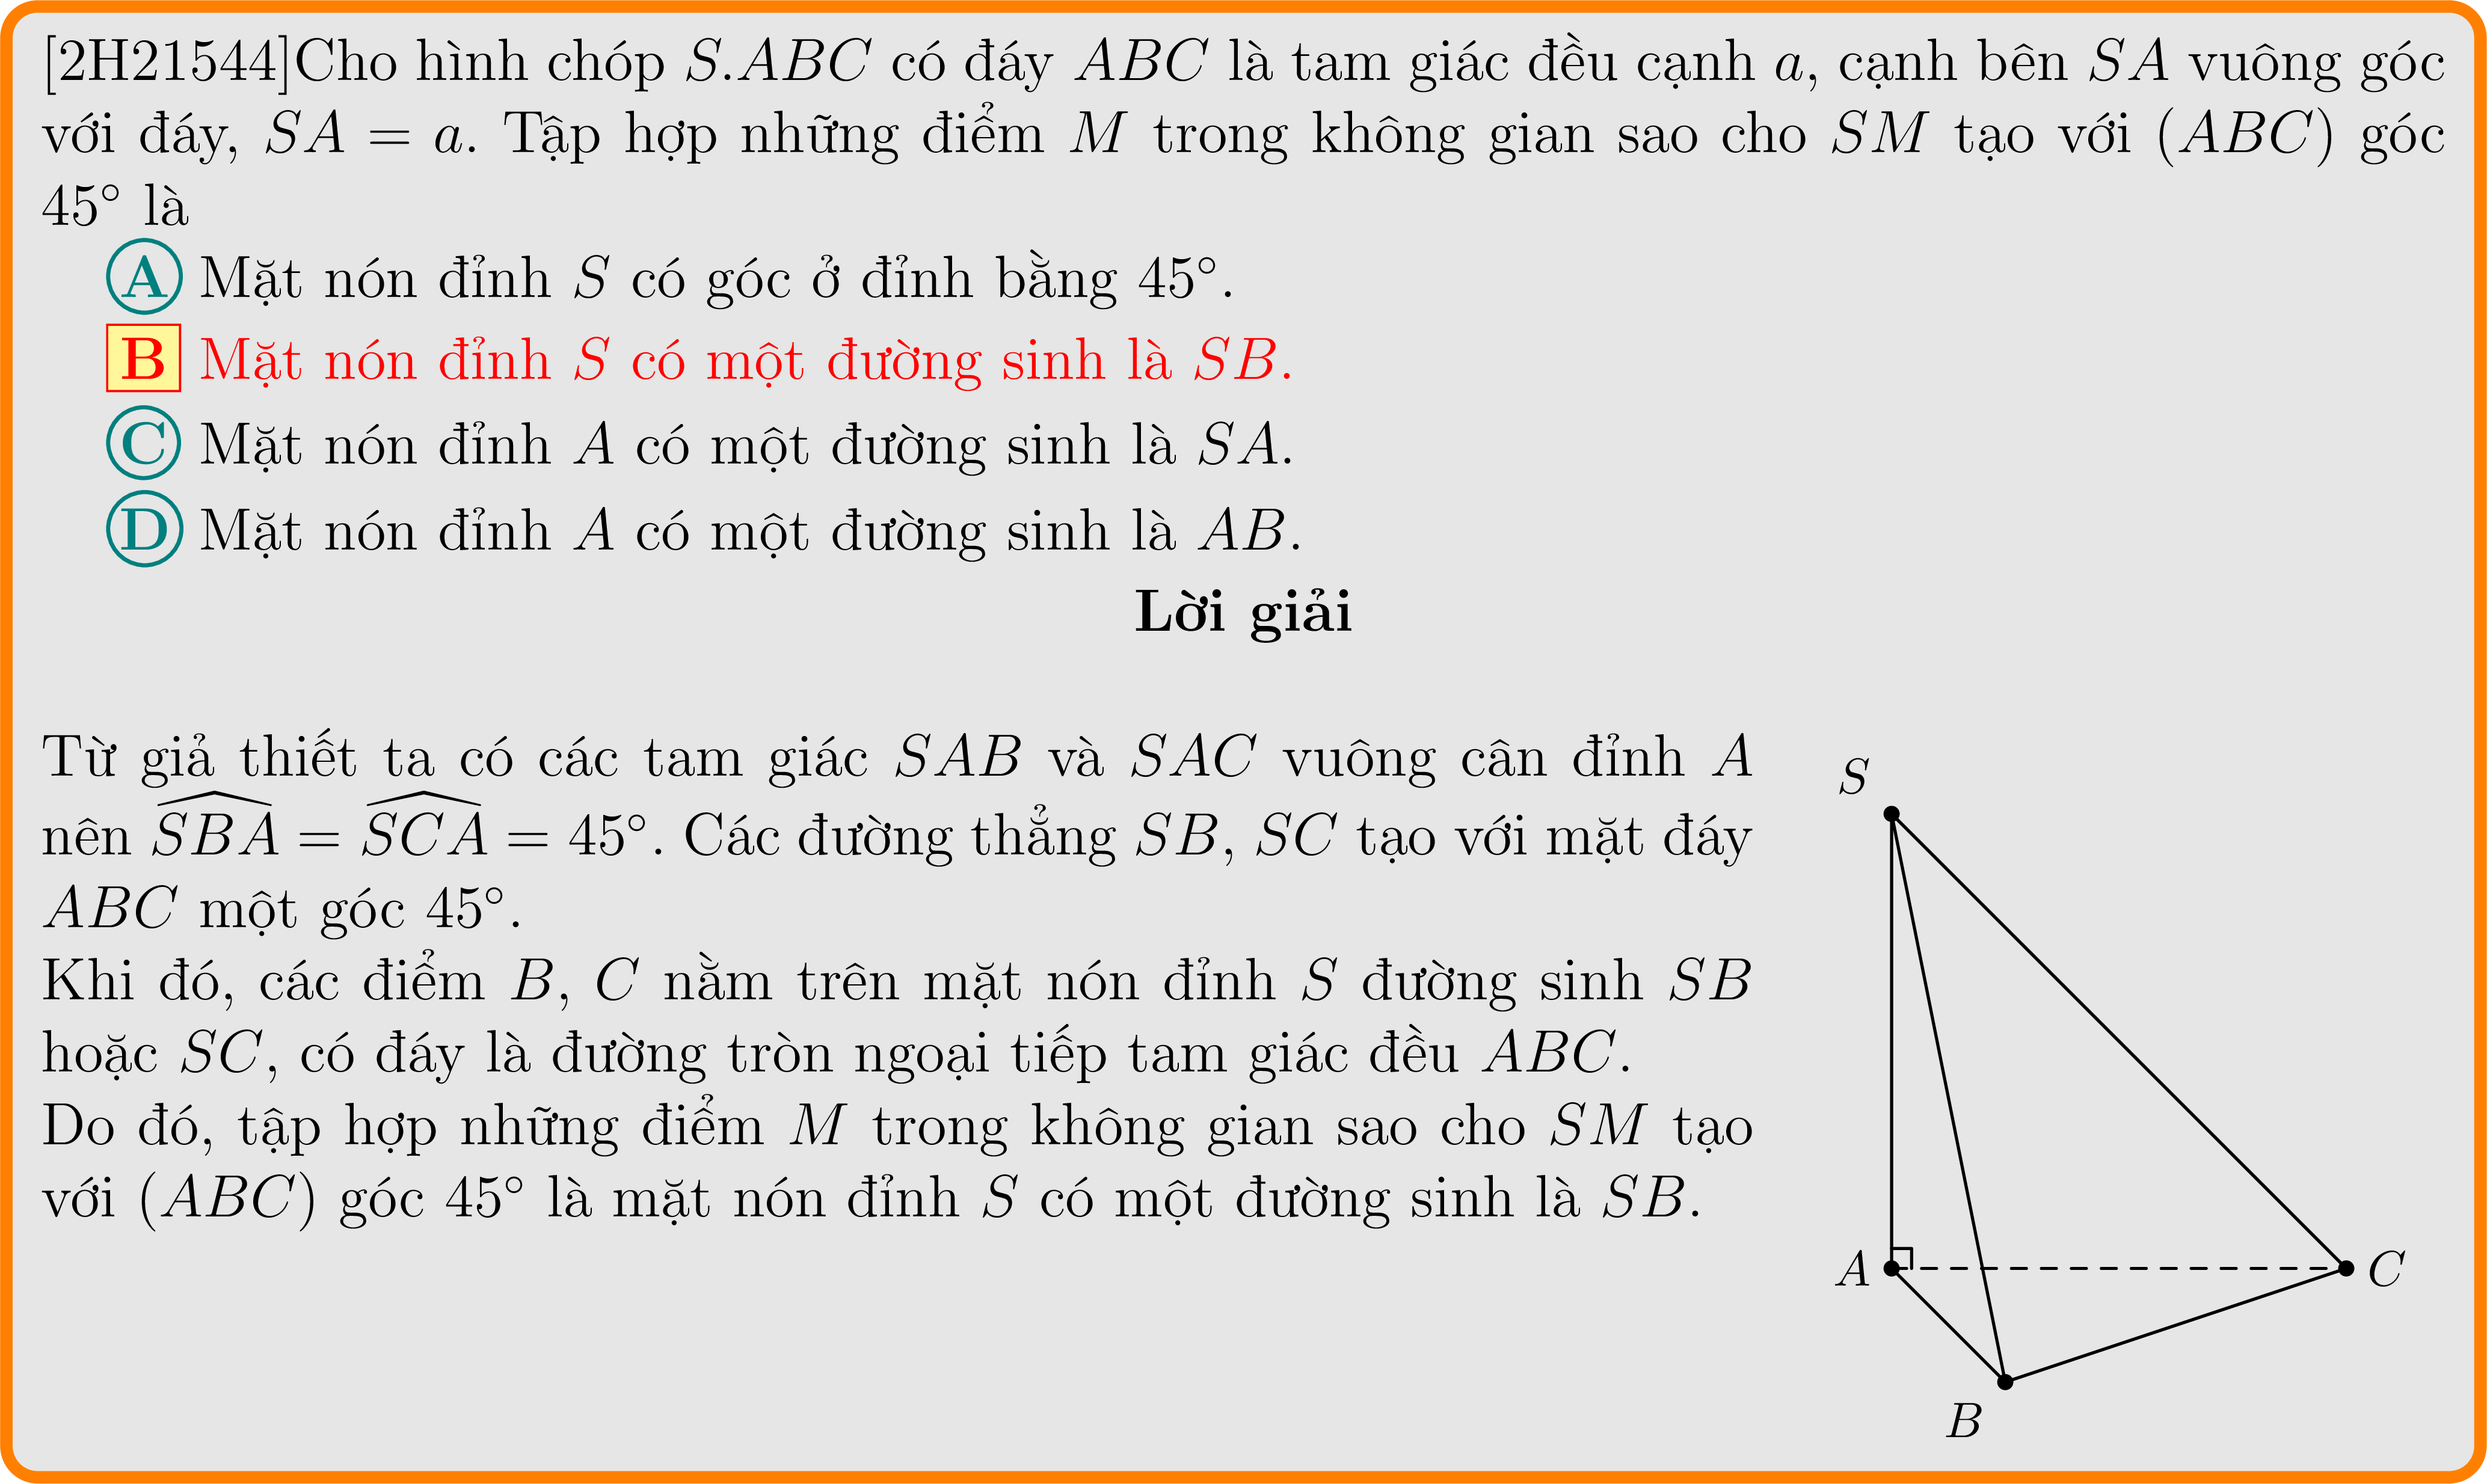 [2H21544]Cho hình chóp S.ABC có đáy ABC là tam giác đều cạnh a, cạnh bên SA vuông góc
với đáy, SA = a. Tập hợp những điểm M trong không gian sao cho SM tạo với (ABC) góc
45° là
A Mặt nón đỉnh S có góc ở đỉnh bằng 45°.
B Mặt nón đỉnh S có một đường sinh là SB.
C Mặt nón đỉnh A có một đường sinh là SA.
D Mặt nón đỉnh A có một đường sinh là AB.
Lời giải
Từ giả thiết ta có các tam giác SAB và SAC vuông cân đỉnh A
nên \widehat{SBA} = \widehat{SCA} = 45°. Các đường thẳng SB, SC tạo với mặt đáy
ABC một góc 45°.
Khi đó, các điểm B, C nằm trên mặt nón đỉnh S đường sinh SB
hoặc SC, có đáy là đường tròn ngoại tiếp tam giác đều ABC.
Do đó, tập hợp những điểm M trong không gian sao cho SM tạo
với (ABC) góc 45° là mặt nón đỉnh S có một đường sinh là SB.
S
A
C
B